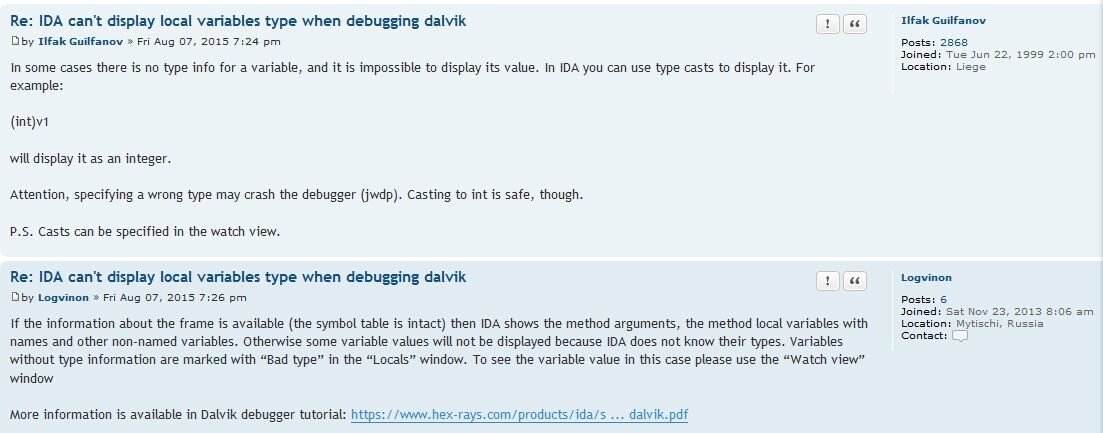 Re: IDA can't display local variables type when debugging dalvik
by Ilfak Guilfanov » Fri Aug 07, 2015 7:24 pm
In some cases there is no type info for a variable, and it is impossible to display its value. In IDA you can use type casts to display it. For
example:
(int)v1
will display it as an integer.
Attention, specifying a wrong type may crash the debugger (jwdp). Casting to int is safe, though.
P.S. Casts can be specified in the watch view.
! “
Ilfak Guilfanov
Posts: 2868
Joined: Tue Jun 22, 1999 2:00 pm
Location: Liege
Re: IDA can't display local variables type when debugging dalvik
by Logvinon » Fri Aug 07, 2015 7:26 pm
If the information about the frame is available (the symbol table is intact) then IDA shows the method arguments, the method local variables with
names and other non-named variables. Otherwise some variable values will not be displayed because IDA does not know their types. Variables
without type information are marked with “Bad type” in the “Locals” window. To see the variable value in this case please use the “Watch view”
window
More information is available in Dalvik debugger tutorial: https://www.hex-rays.com/products/ida/s ... dalvik.pdf
! “
Logvinon
Posts: 6
Joined: Sat Nov 23, 2013 8:06 am
Location: Mytischi, Russia
Contact: